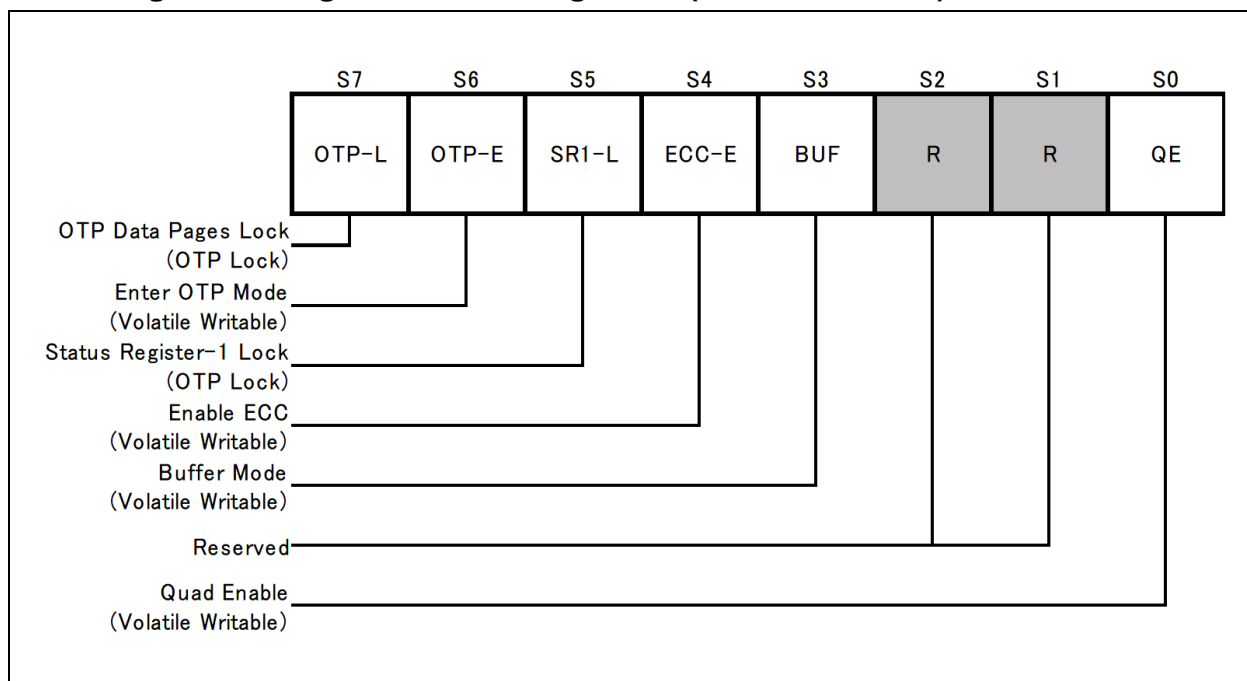 S7 S6 S5 S4 S3 S2 S1 S0
OTP-L OTP-E SR1-L ECC-E BUF R R QE
OTP Data Pages Lock
(OTP Lock)
Enter OTP Mode
(Volatile Writable)
Status Register-1 Lock
(OTP Lock)
Enable ECC
(Volatile Writable)
Buffer Mode
(Volatile Writable)
Reserved
Quad Enable
(Volatile Writable)